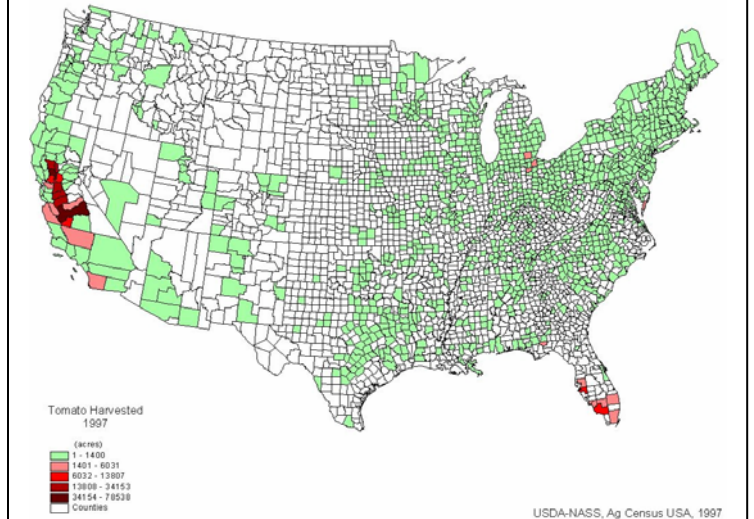 Tomato Harvested
1997
(acres)
1 - 1400
1401 - 6031
6032 - 13807
13808 - 34153
34154 - 78538
Counties
USDA-NASS, Ag Census USA, 1997